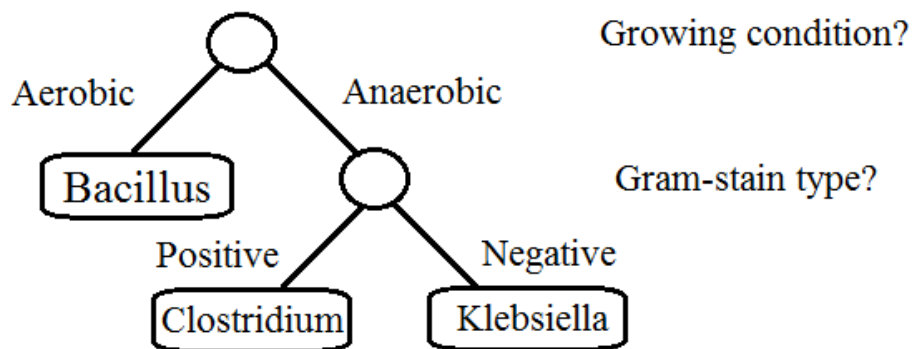 Growing condition?
Aerobic
Anaerobic
Bacillus
Gram-stain type?
Positive
Negative
Clostridium
Klebsiella